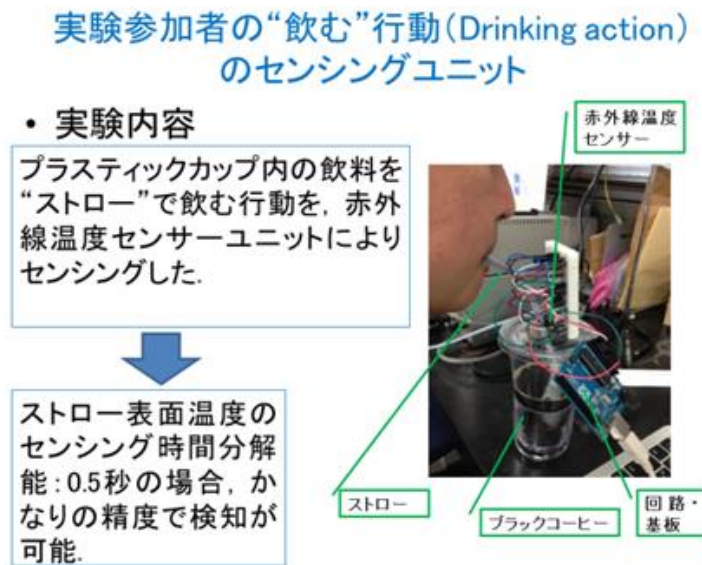 実験参加者の“飲む”行動(Drinking action)
のセンシングユニット
• 実験内容
プラスティックカップ内の飲料を
“ストロー”で飲む行動を, 赤外
線温度センサーユニットにより
センシングした.
ストロー表面温度の
センシング時間分解
能:0.5秒の場合, か
なりの精度で検知が
可能.
赤外線温度
センサー
ストロー
ブラックコーヒー
回路・
基板